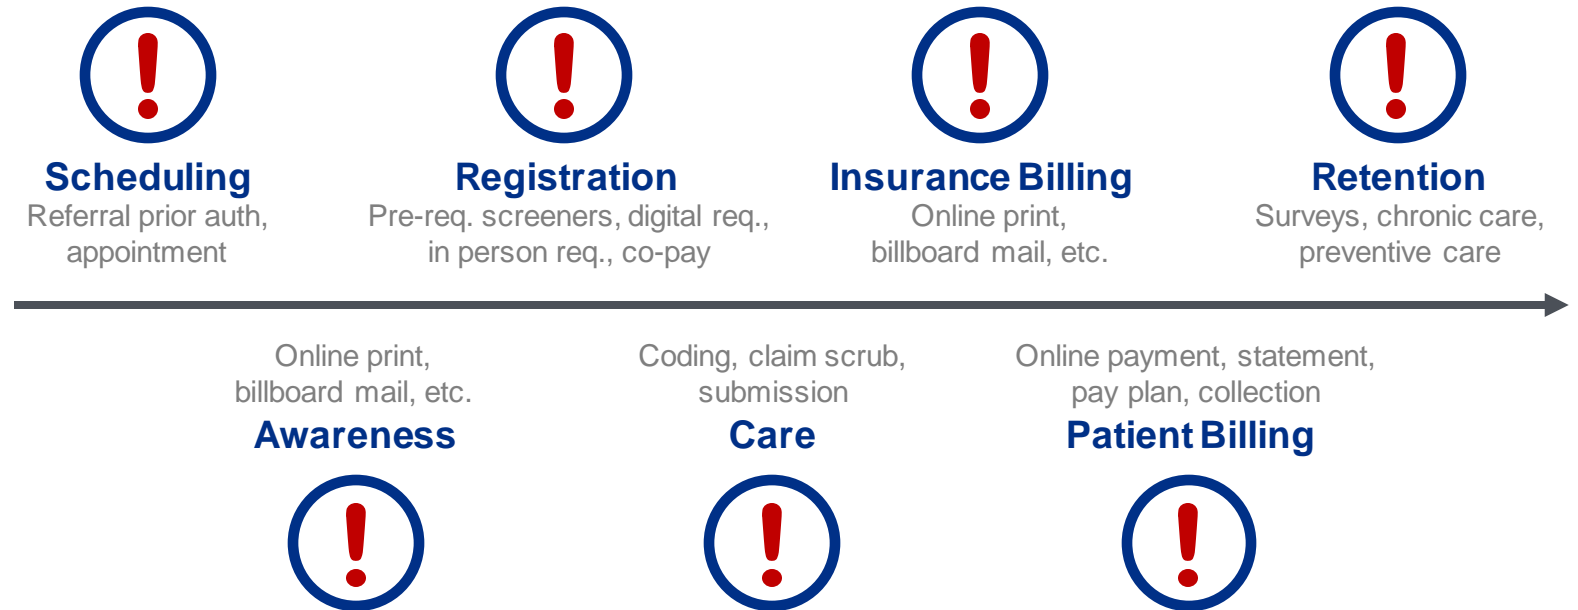 Scheduling
Referral prior auth,
appointment
Registration
Pre-req. screeners, digital req.,
in person req., co-pay
Insurance Billing
Online print,
billboard mail, etc.
Retention
Surveys, chronic care,
preventive care
Online print,
billboard mail, etc.
Awareness
Coding, claim scrub,
submission
Care
Online payment, statement,
pay plan, collection
Patient Billing